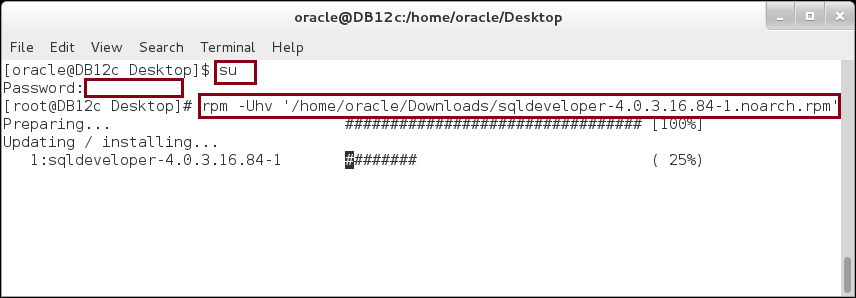 oracle@DB12c:/home/oracle/Desktop
File Edit View Search Terminal Help
[oracle@DB12c Desktop]$ su
Password:
[root@DB12c Desktop]# rpm -Uhv '/home/oracle/Downloads/sqldeveloper-4.0.3.16.84-1.noarch.rpm'
Preparing... ################################# [100%]
Updating / installing...
1:sqldeveloper-4.0.3.16.84-1 ######## ( 25%)